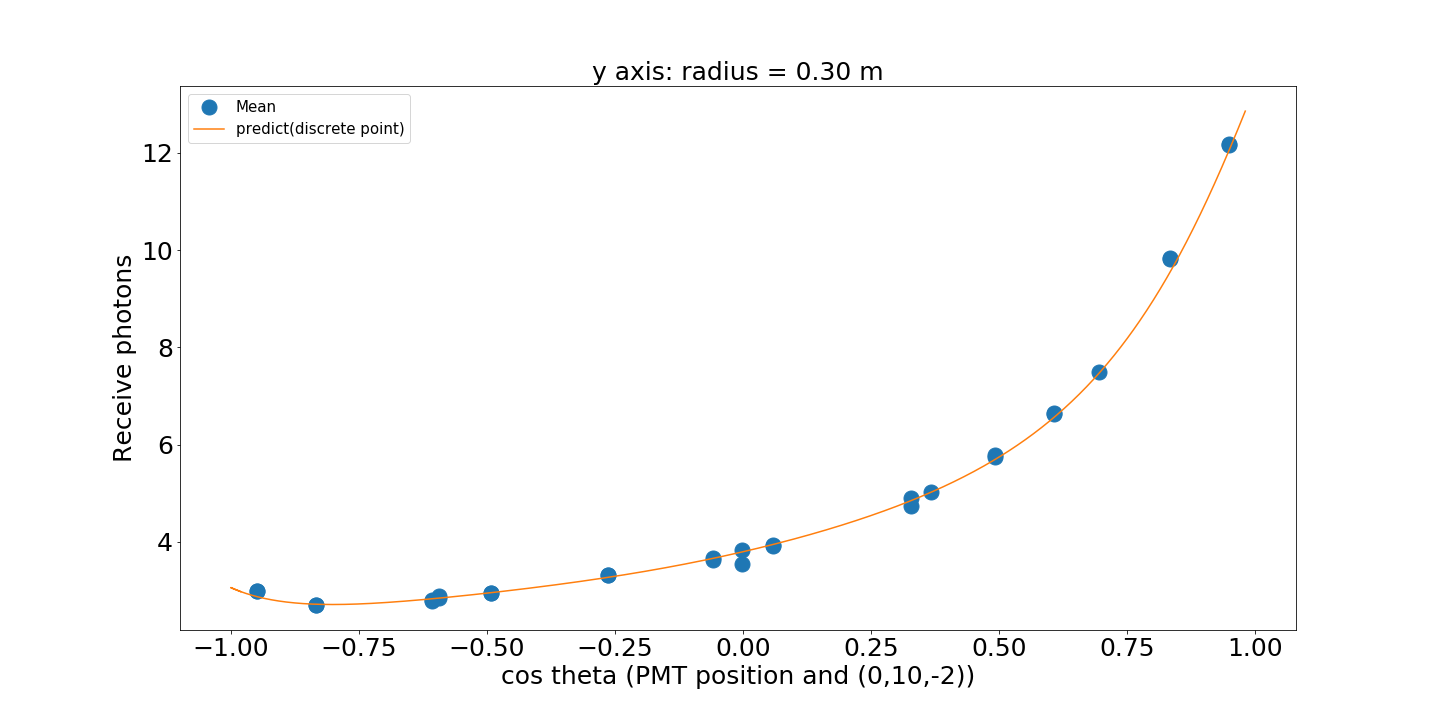 y axis: radius = 0.30 m
Mean
predict(discrete point)
Receive photons
12
10
8
6
4
−1.00 −0.75 −0.50 −0.25 0.00 0.25 0.50 0.75 1.00
cos theta (PMT position and (0,10,-2))